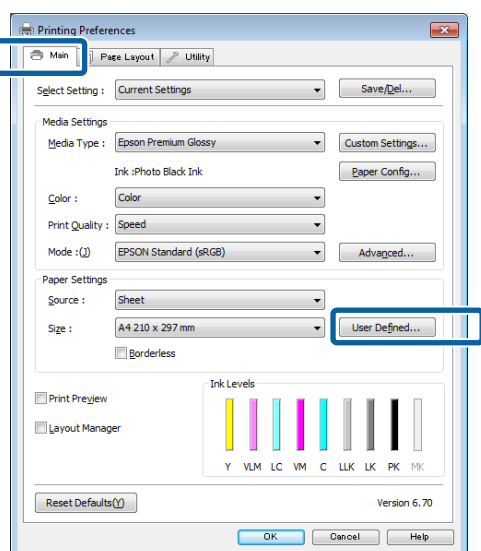 Printing Preferences
Main Page Layout Utility
Select Setting : Current Settings Save/Del...
Media Settings
Media Type : Epson Premium Glossy Custom Settings...
Ink :Photo Black Ink Paper Config...
Color : Color
Print Quality : Speed
Mode :(J) EPSON Standard (sRGB) Advanced...
Paper Settings
Source : Sheet
Size : A4 210 x 297 mm User Defined...
Borderless
Ink Levels
Print Preview
Layout Manager
Y VLM LC VM C LLK LK PK MK
Reset Defaults(Y) Version 6.70
OK Cancel Help